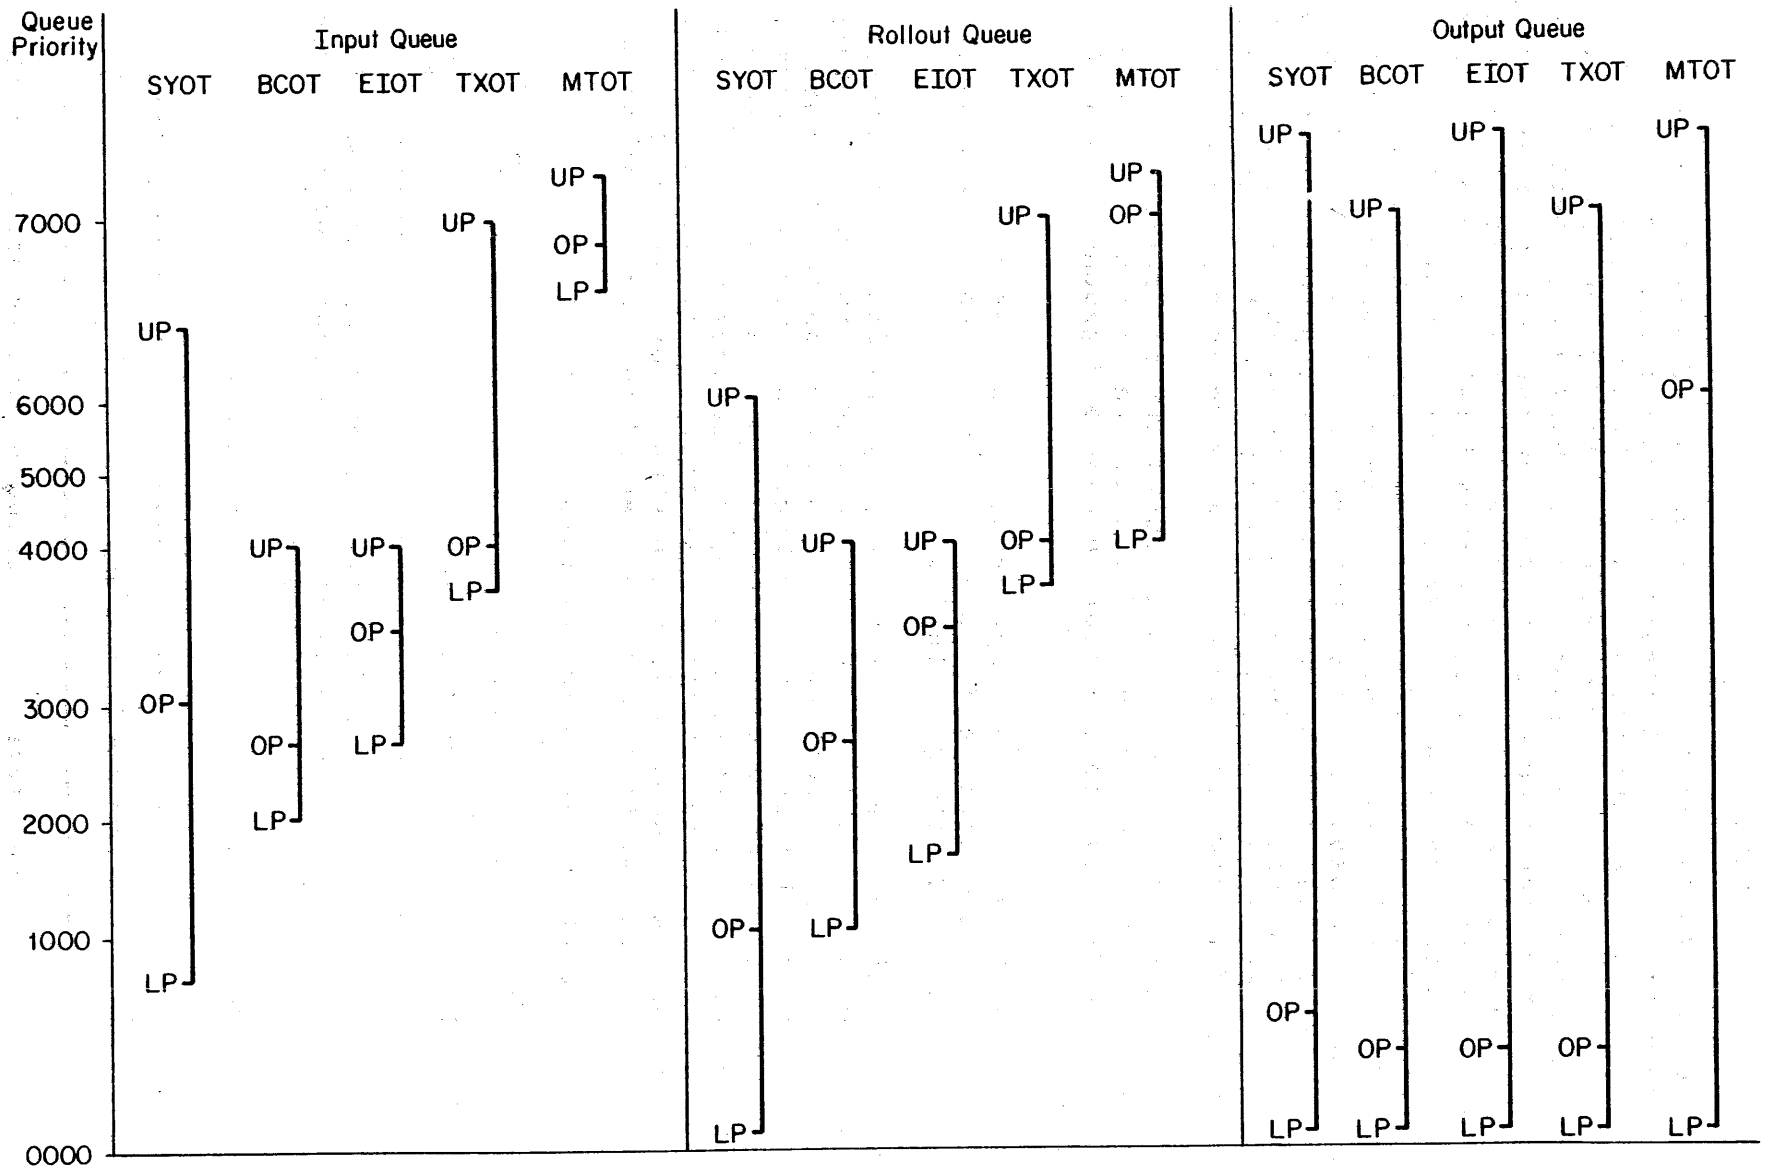 Queue
Priority
Input Queue
Rollout Queue
Output Queue
SYOT BCOT EIOT TXOT MTOT
SYOT BCOT EIOT TXOT MTOT
SYOT BCOT EIOT TXOT MTOT
7000
6000
5000
4000
3000
2000
1000
0000
UP
OP
LP
UP
OP
LP
UP
OP
LP
UP
OP
LP
UP
OP
LP
UP
OP
LP
UP
OP
LP
UP
OP
LP
UP
OP
LP
UP
OP
LP
UP
OP
LP
UP
OP
LP
UP
OP
LP
UP
OP
LP
UP
OP
LP